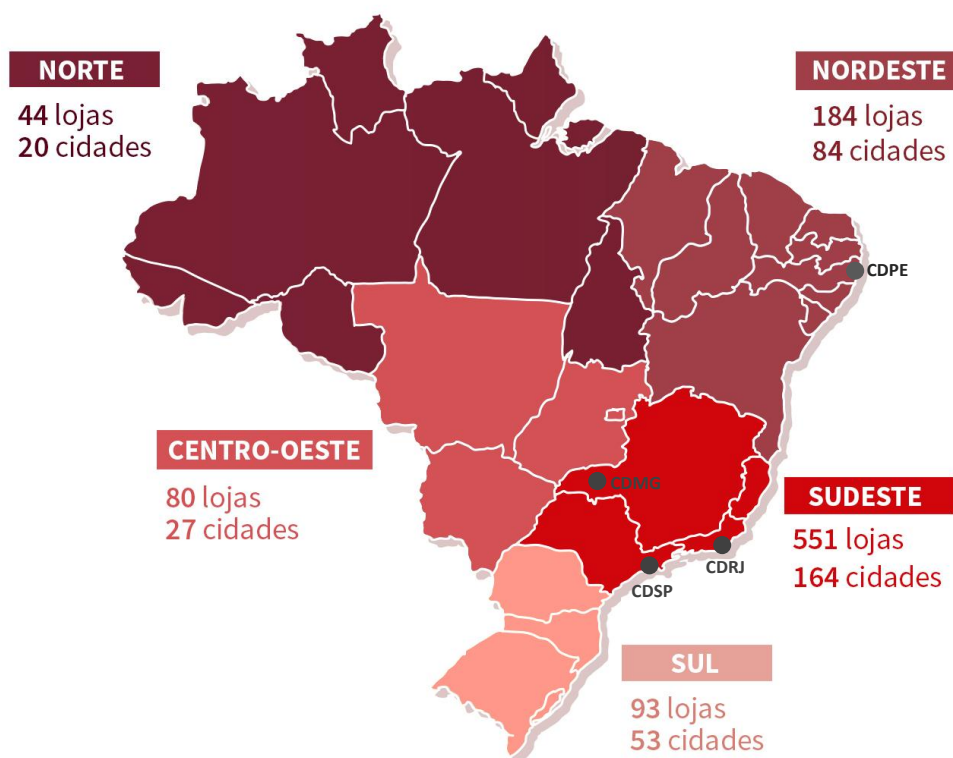 NORTE
44 lojas
20 cidades
NORDESTE
184 lojas
84 cidades
CDPE
CENTRO-OESTE
80 lojas
27 cidades
CDMG
SUDESTE
551 lojas
164 cidades
CDRJ
CDSP
SUL
93 lojas
53 cidades